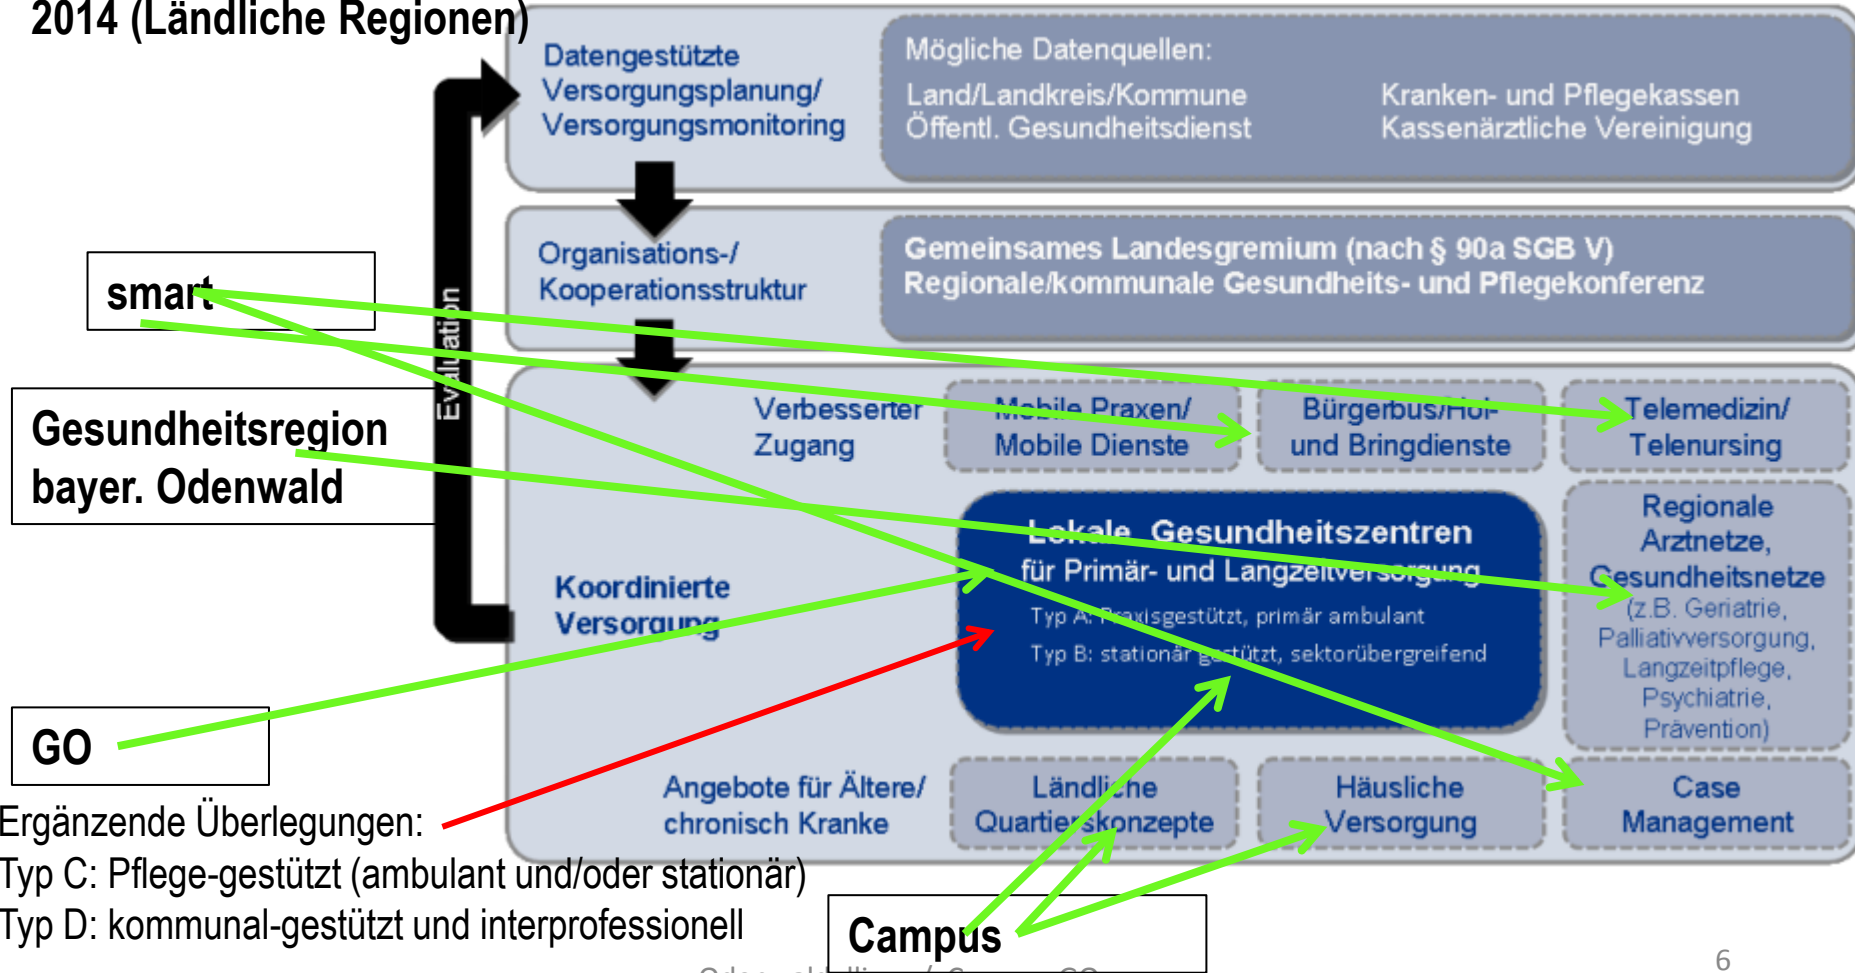 2014 (Ländliche Regionen)
Datengestützte
Versorgungsplanung/
Versorgungsmonitoring
Mögliche Datenquellen:
Land/Landkreis/Kommune
Öffentl. Gesundheitsdienst
Kranken- und Pflegekassen
Kassenärztliche Vereinigung
Organisations-/
Kooperationsstruktur
Gemeinsames Landesgremium (nach § 90a SGB V)
Regionale/kommunale Gesundheits- und Pflegekonferenz
smart
Evaluation
Gesundheitsregion
bayer. Odenwald
Verbesserter
Zugang
Mobile Praxen/
Mobile Dienste
Bürgerbus/Hol-
und Bringdienste
Telemedizin/
Telenursing
Koordinierte
Versorgung
Lokale Gesundheitszentren
für Primär- und Langzeitversorgung
Typ A: Praxisgestützt, primär ambulant
Typ B: stationär gestützt, sektorübergreifend
Regionale
Arztnetze,
Gesundheitsnetze
(z.B. Geriatrie,
Palliativversorgung,
Langzeitpflege,
Psychiatrie,
Prävention)
GO
Angebote für Ältere/
chronisch Kranke
Ländliche
Quartierskonzepte
Häusliche
Versorgung
Case
Management
Ergänzende Überlegungen:
Typ C: Pflege-gestützt (ambulant und/oder stationär)
Typ D: kommunal-gestützt und interprofessionell
Campus
6